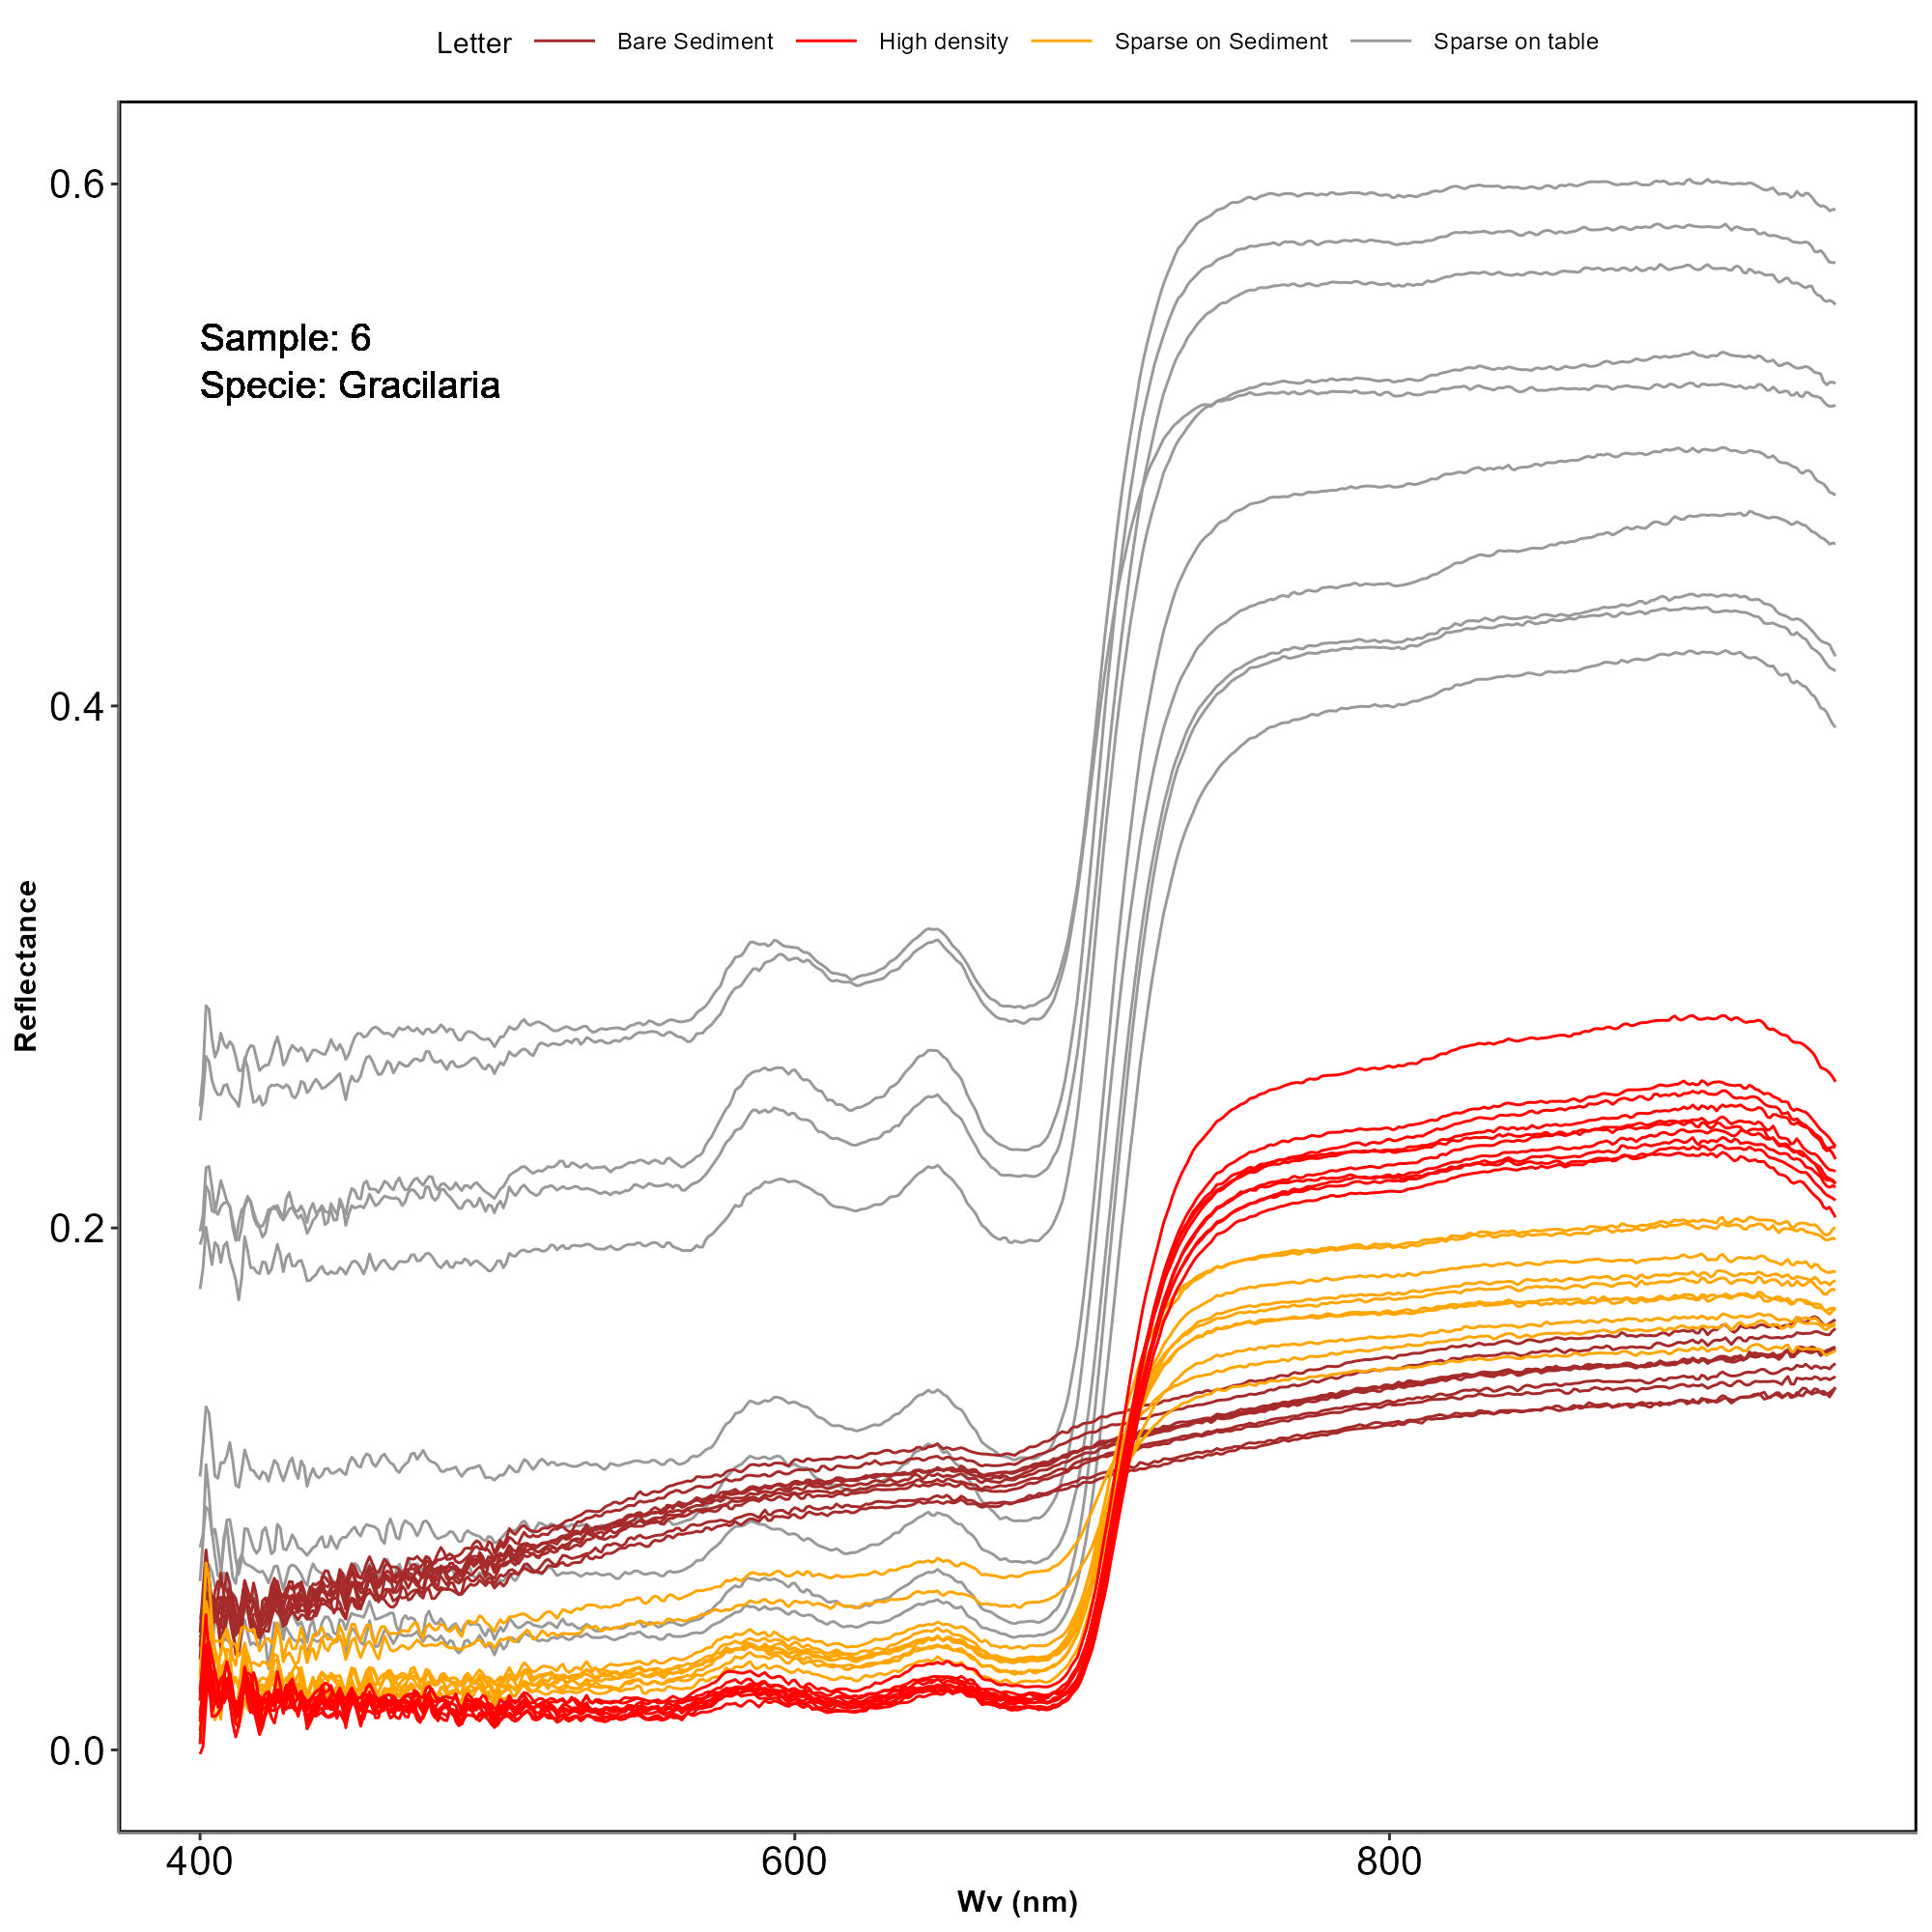 Letter Bare Sediment High density Sparse on Sediment Sparse on table
0.6
Sample: 6
Specie: Gracilaria
0.4
Reflectance
0.2
0.0
400 600 800
Wv (nm)